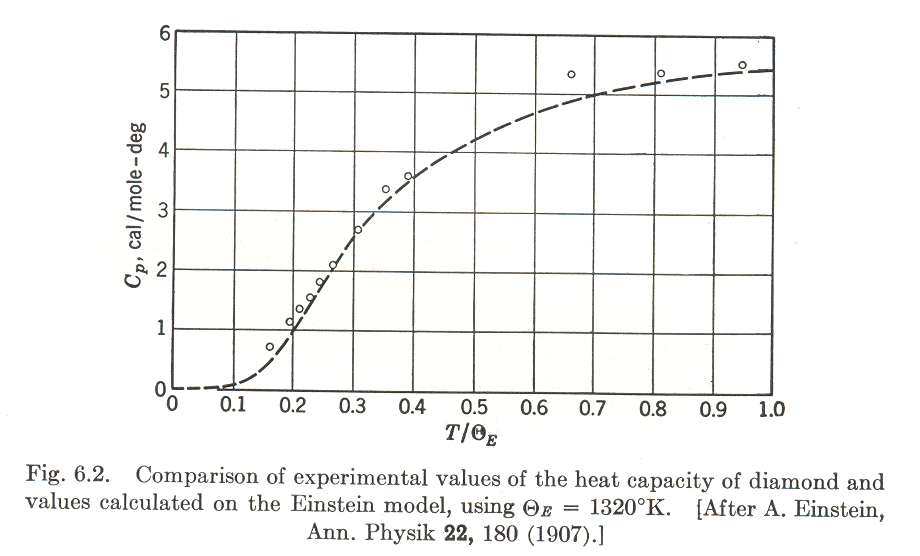 6
5
4
3
2
1
0
Cp, cal/mole-deg
0 0.1 0.2 0.3 0.4 0.5 0.6 0.7 0.8 0.9 1.0
T/ΘE
Fig. 6.2. Comparison of experimental values of the heat capacity of diamond and
values calculated on the Einstein model, using ΘE = 1320°K. [After A. Einstein,
Ann. Physik 22, 180 (1907).]